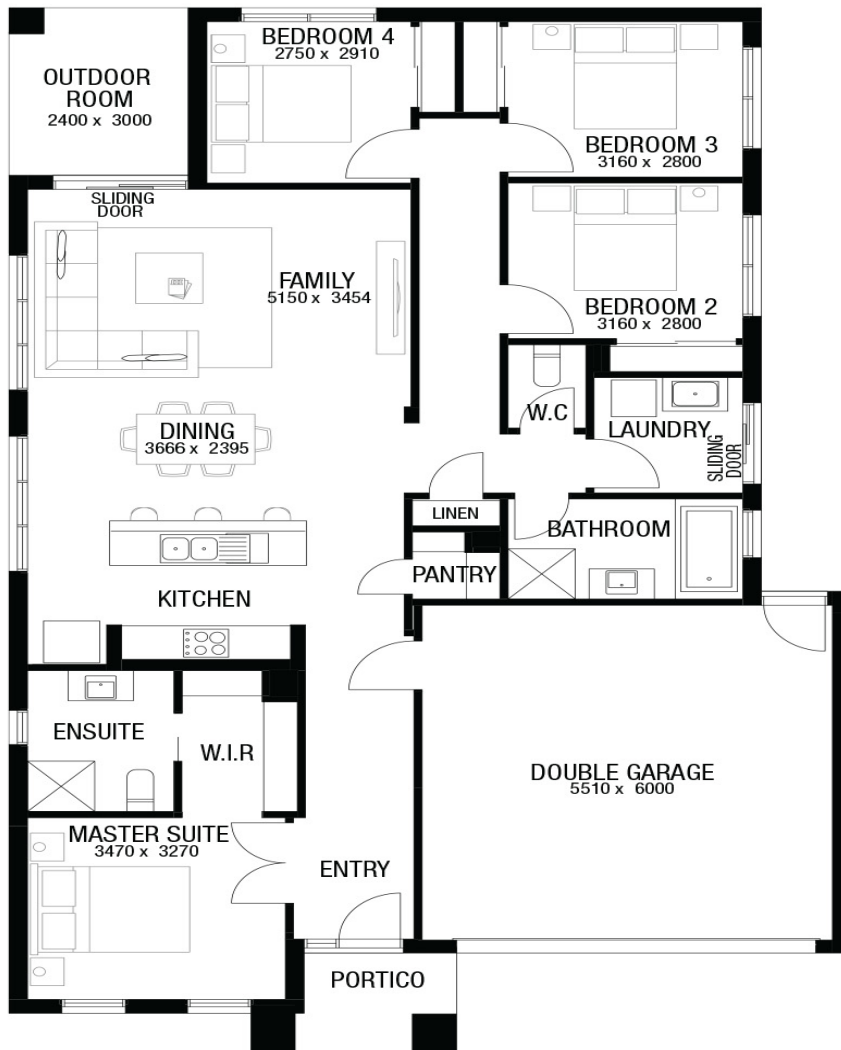 BEDROOM 4
2750 x 2910
OUTDOOR
ROOM
2400 x 3000
BEDROOM 3
3160 x 2800
SLIDING
DOOR
FAMILY
5150 x 3454
BEDROOM 2
3160 x 2800
W.C
LAUNDRY
SLIDING
DOOR
DINING
3666 x 2395
LINEN
BATHROOM
PANTRY
KITCHEN
ENSUITE
W.I.R
DOUBLE GARAGE
5510 x 6000
MASTER SUITE
3470 x 3270
ENTRY
PORTICO